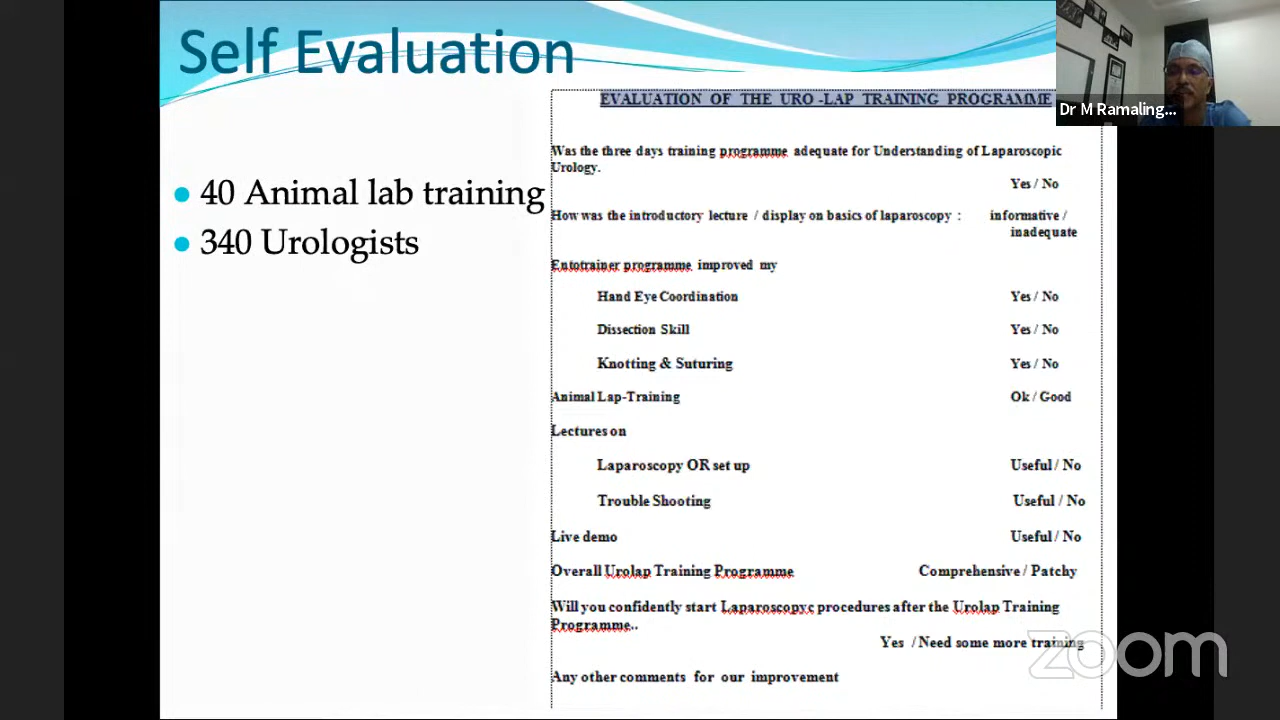 Self Evaluation
40 Animal lab training
340 Urologists
EVALUATION OF THE URO -LAP TRAINING PROGRAMME
Was the three days training programme adequate for Understanding of Laparoscopic
Urology.
Yes / No
How was the introductory lecture / display on basics of laparoscopy : informative /
inadequate
Entotrainer programme improved my
Hand Eye Coordination Yes / No
Dissection Skill Yes / No
Knotting & Suturing Yes / No
Animal Lap-Training Ok / Good
Lectures on
Laparoscopy OR set up Useful / No
Trouble Shooting Useful / No
Live demo Useful / No
Overall Urolap Training Programme Comprehensive / Patchy
Will you confidently start Laparoscopyc procedures after the Urolap Training
Programme..
Yes / Need some more training
Any other comments for our improvement
Dr M Ramaling...
zoom